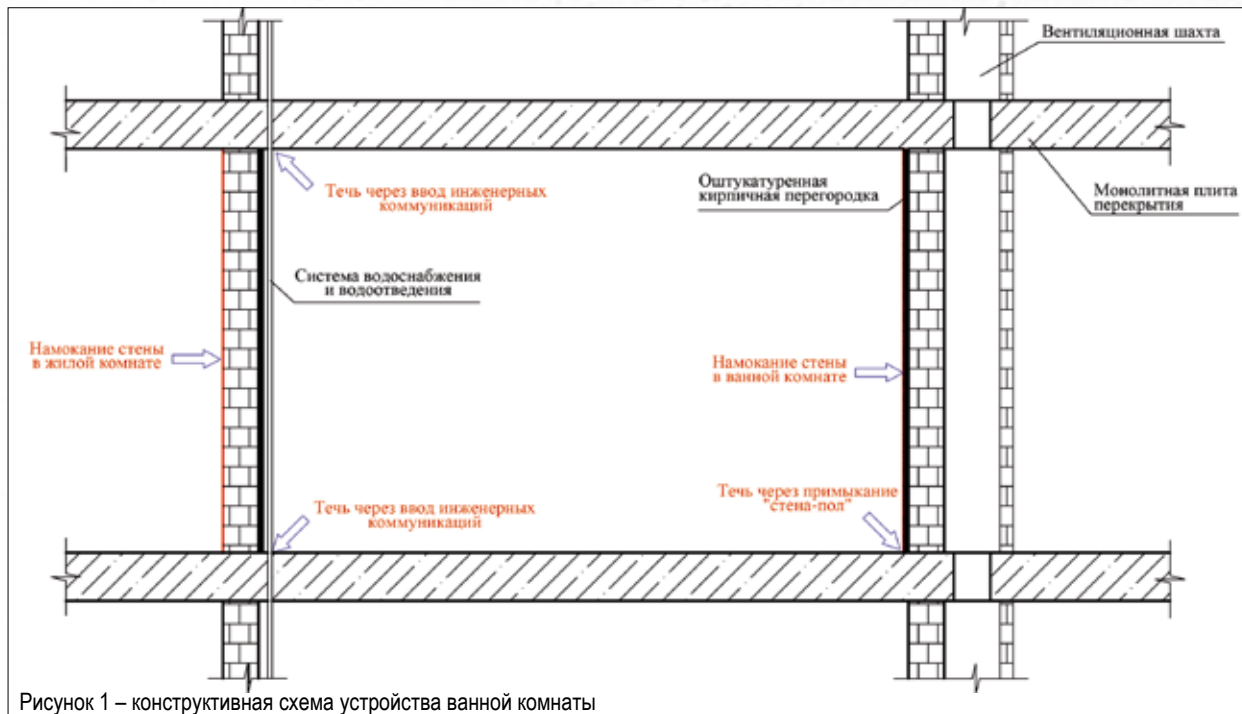 Вентиляционная шахта
Течь через ввод инженерных
коммуникаций
Оштукатуренная
кирпичная перегородка
Монолитная плита
перекрытия
Система водоснабжения
и водоотведения
Намокание стены
в жилой комнате
Намокание стены
в ванной комнате
Течь через ввод инженерных
коммуникаций
Течь через примыкание
"стена-пол"
Рисунок 1 – конструктивная схема устройства ванной комнаты